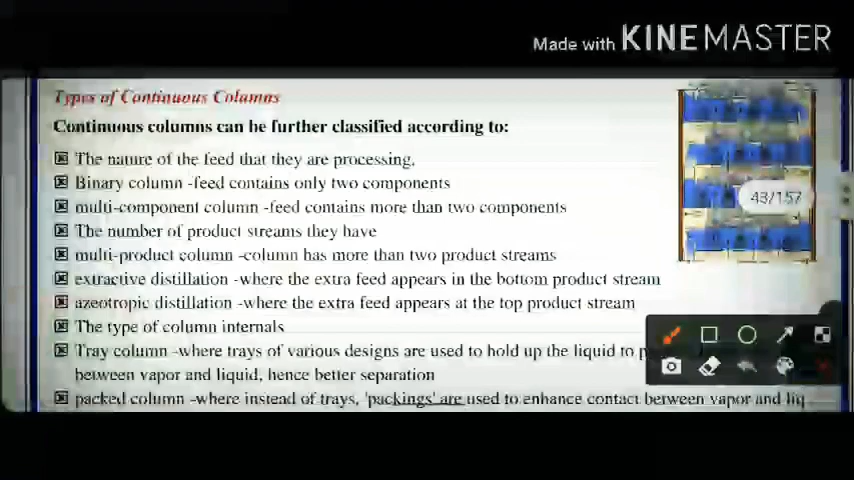 Made with KINEMASTER
Types of Continuous Columns
Continuous columns can be further classified according to:
The nature of the feed that they are processing.
Binary column -feed contains only two components
multi-component column -feed contains more than two components
43/157
The number of product streams they have
multi-product column -column has more than two product streams
extractive distillation -where the extra feed appears in the bottom product stream
azeotropic distillation -where the extra feed appears at the top product stream
The type of column internals
Tray column -where trays of various designs are used to hold up the liquid to
between vapor and liquid, hence better separation
packed column -where instead of trays, 'packings' are used to enhance contact between vapor and